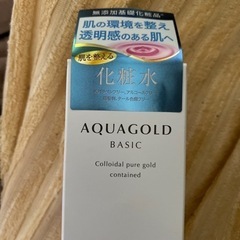 無添加基礎化粧品
肌の環境を整え
透明感のある肌へ
肌を整える
化粧水
AQUAGOLD
BASIC
Colloidal pure gold
contained